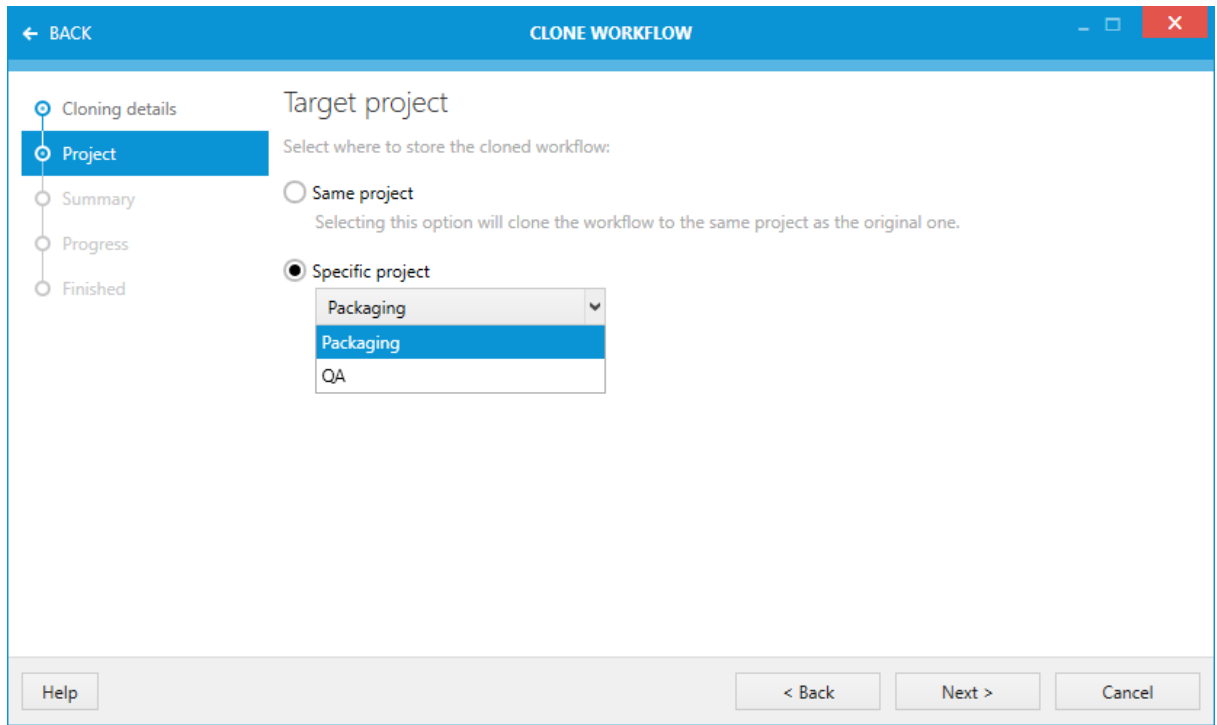 BACK
CLONE WORKFLOW
Cloning details
Project
Summary
Progress
Finished
Target project
Select where to store the cloned workflow:
Same project
Selecting this option will clone the workflow to the same project as the original one.
Specific project
Packaging
Packaging
QA
Help
< Back
Next >
Cancel